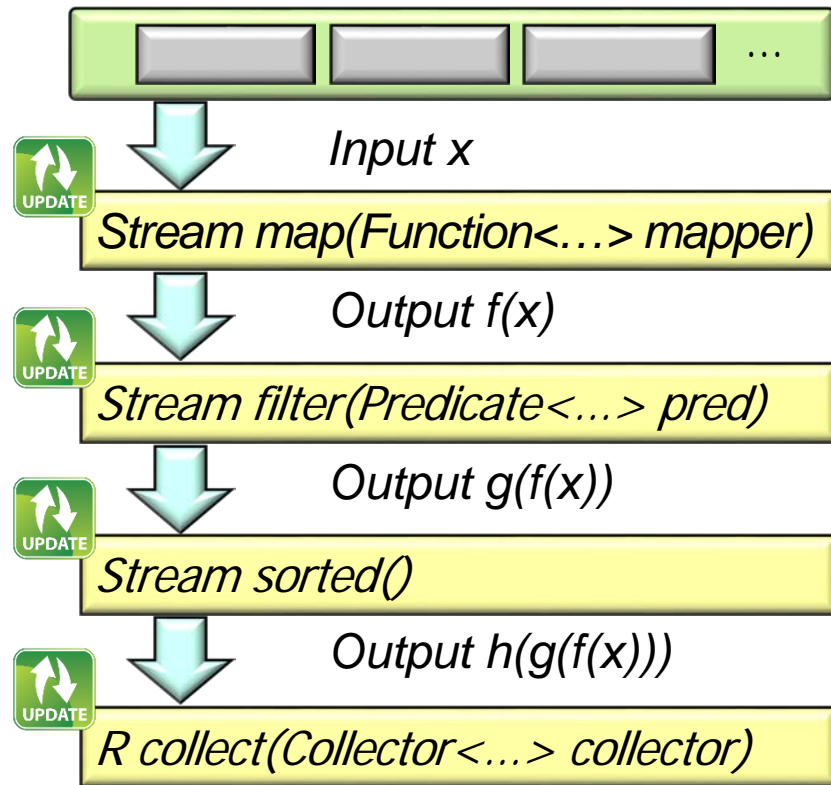 ...
Input x
UPDATE
Stream map(Function<...> mapper)
Output f(x)
UPDATE
Stream filter(Predicate<...> pred)
Output g(f(x))
UPDATE
Stream sorted()
Output h(g(f(x)))
UPDATE
R collect(Collector<...> collector)